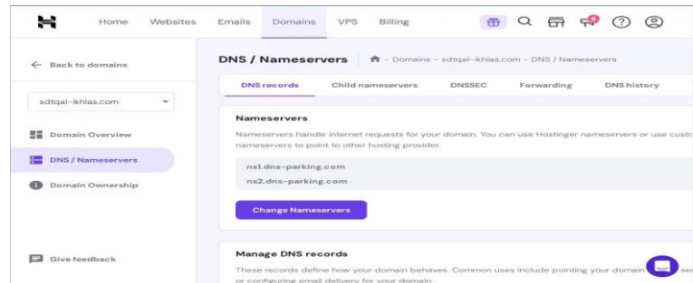 Home Websites Emails Domains VPS Billing
Back to domains
DNS / Nameservers - Domains - sdtqal-ikhlas.com - DNS / Nameservers
DNS records Child nameservers DNSSEC Forwarding DNS history
sdtqal-ikhlas.com
Domain Overview
DNS / Nameservers
Domain Ownership
Give feedback
Nameservers
Nameservers handle internet requests for your domain. You can use Hostinger nameservers or use
nameservers to point to other hosting provider.
ns1.dns-parking.com
ns2.dns-parking.com
Change Nameservers
Manage DNS records
These records define how your domain behaves. Common uses include pointing your domain
or configuring email delivery for your domain.